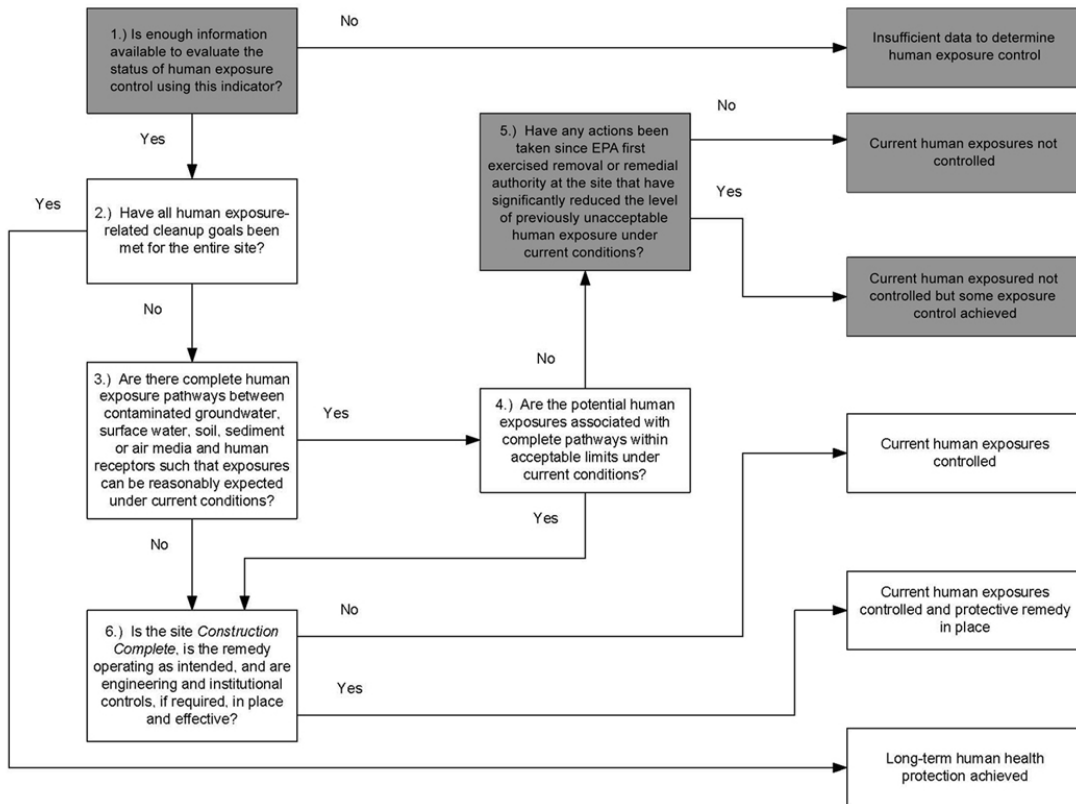 1.) Is enough information
available to evaluate the
status of human exposure
control using this indicator?
No
Insufficient data to determine
human exposure control
Yes
5.) Have any actions been
taken since EPA first
exercised removal or remedial
authority at the site that have
significantly reduced the level
of previously unacceptable
human exposure under
current conditions?
No
Current human exposures not
controlled
Yes
Current human exposured not
controlled but some exposure
control achieved
Yes
2.) Have all human exposure-
related cleanup goals been
met for the entire site?
No
No
3.) Are there complete human
exposure pathways between
contaminated groundwater,
surface water, soil, sediment
or air media and human
receptors such that exposures
can be reasonably expected
under current conditions?
Yes
4.) Are the potential human
exposures associated with
complete pathways within
acceptable limits under
current conditions?
Current human exposures
controlled
Yes
No
6.) Is the site Construction
Complete, is the remedy
operating as intended, and are
engineering and institutional
controls, if required, in place
and effective?
No
Current human exposures
controlled and protective remedy
in place
Yes
Long-term human health
protection achieved